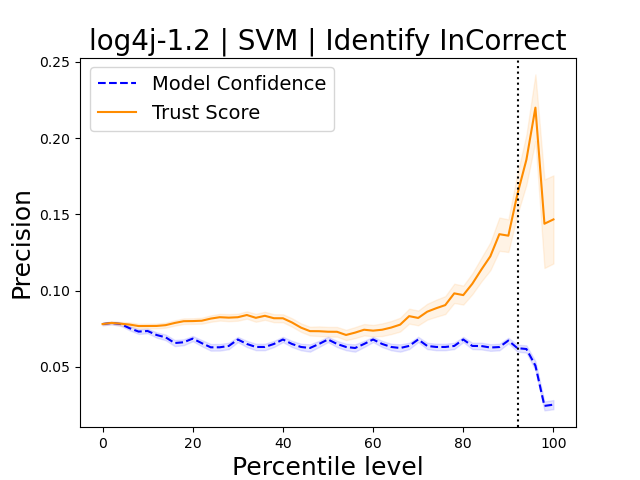 log4j-1.2 | SVM | Identify InCorrect
Model Confidence
Trust Score
Precision
0.25
0.20
0.15
0.10
0.05
0 20 40 60 80 100
Percentile level